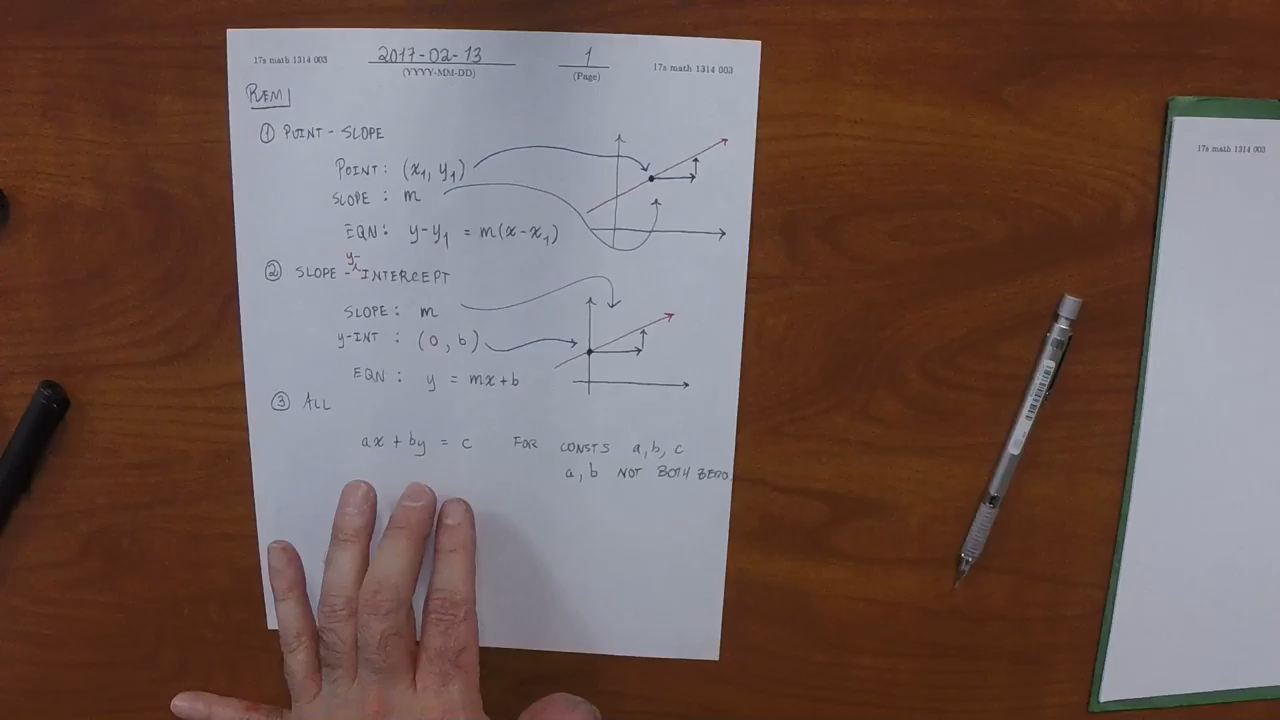 17s math 1314 003 2017-02-13 1 17s math 1314 003
(YYYY-MM-DD) (Page)
REM
① POINT - SLOPE
POINT: (x₁, y₁)
SLOPE : m
EQN: y-y₁ = m(x-x₁)
② SLOPE - y-INTERCEPT
SLOPE : m
y-INT : (0, b)
EQN : y = mx+b
③ ALL
ax + by = c FOR CONSTS a, b, c
a, b NOT BOTH ZERO.
17s math 1314 003